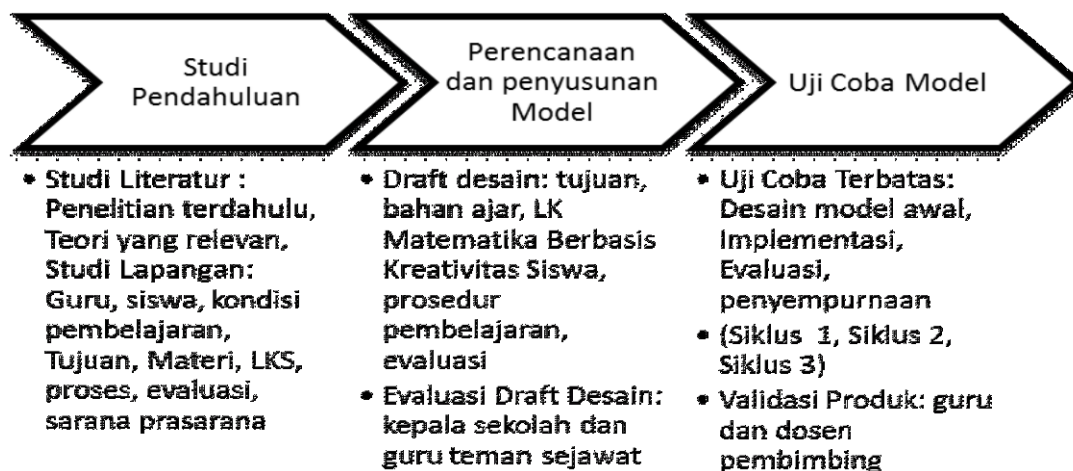 Studi
Pendahuluan
Perencanaan
dan penyusunan
Model
Uji Coba Model
• Studi Literatur :
Penelitian terdahulu,
Teori yang relevan,
Studi Lapangan:
Guru, siswa, kondisi
pembelajaran,
Tujuan, Materi, LKS,
proses, evaluasi,
sarana prasarana
• Draft desain: tujuan,
bahan ajar, LK
Matematika Berbasis
Kreativitas Siswa,
prosedur
pembelajaran,
evaluasi
• Evaluasi Draft Desain:
kepala sekolah dan
guru teman sejawat
• Uji Coba Terbatas:
Desain model awal,
Implementasi,
Evaluasi,
penyempurnaan
• (Siklus 1, Siklus 2,
Siklus 3)
• Validasi Produk: guru
dan dosen
pembimbing